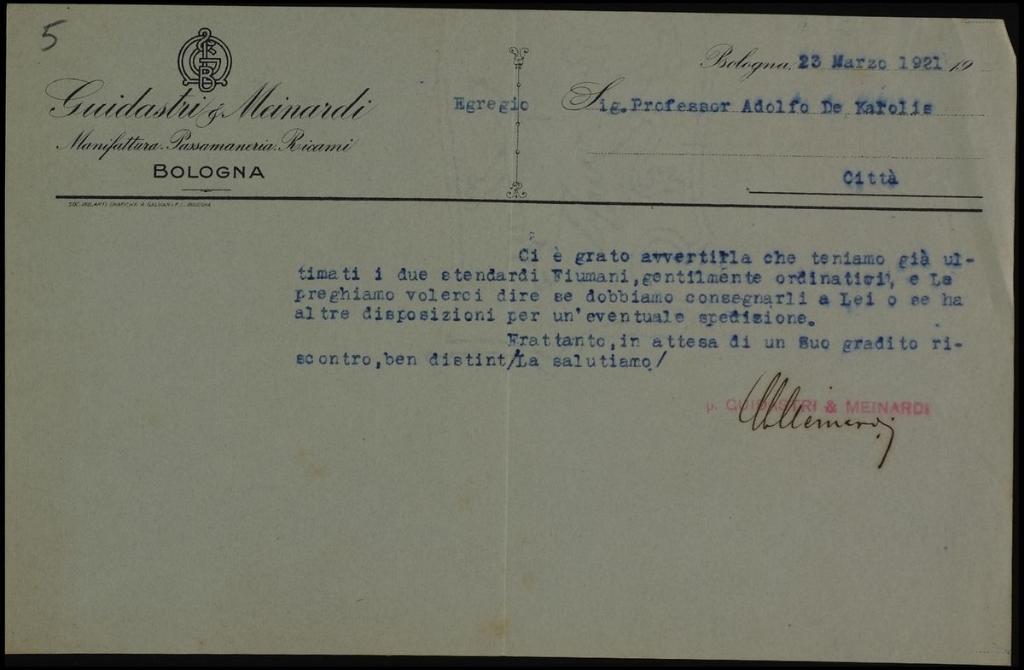 5
Guidastri & Meinardi
Manifattura. Passamaneria. Ricami
BOLOGNA
Bologna, 23 Marzo 1921 19
Egregio Sig. Professor Adolfo De Karolis
Città
Ci è grato avvertirla che teniamo già ul-
timati i due stendardi Fiumani, gentilmente ordinatici, e La
preghiamo volerci dire se dobbiamo consegnarli a Lei o se ha
altre disposizioni per un'eventuale spedizione.
Frattanto, in attesa di un Suo gradito ri-
scontro, ben distint/La salutiamo/
p. GUIDASTRI & MEINARDI
Meinardi